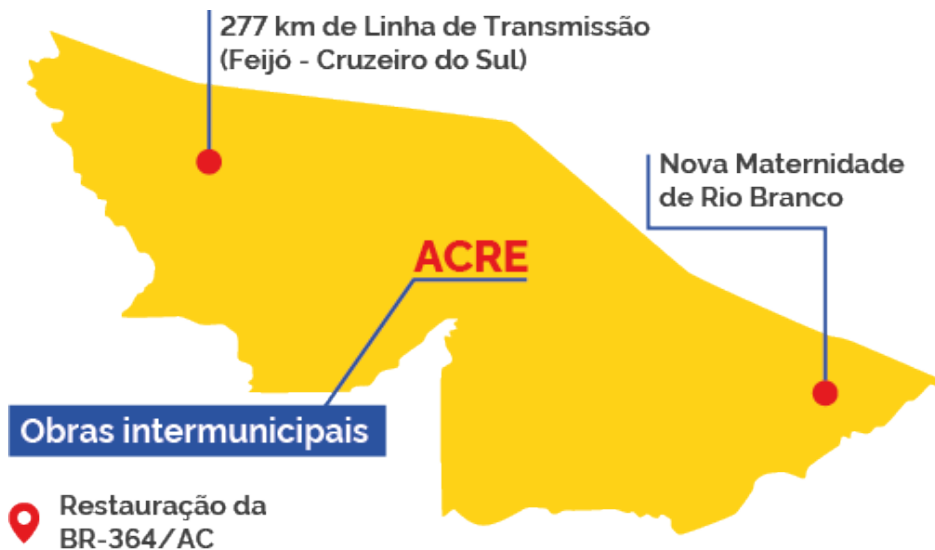 277 km de Linha de Transmissão
(Feijó - Cruzeiro do Sul)
Nova Maternidade
de Rio Branco
ACRE
Obras intermunicipais
Restauração da
BR-364/AC